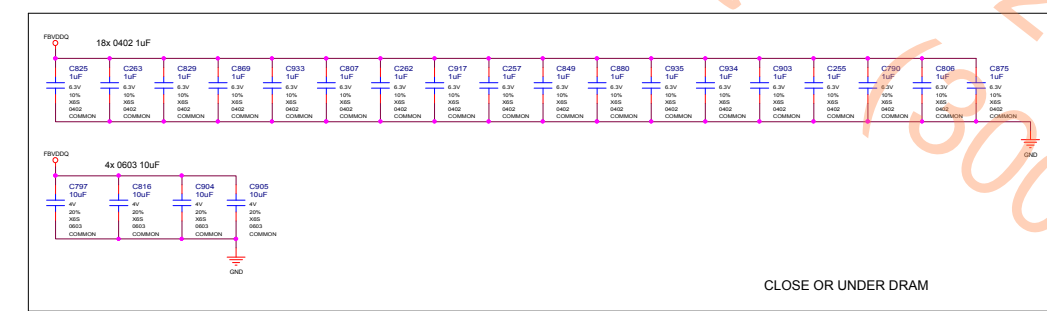 FBVDDQ
18x 0402 1uF
C825 C263 C829 C869 C933 C807 C262 C917 C257 C849 C880 C935 C934 C903 C255 C790 C806 C875
1uF 1uF 1uF 1uF 1uF 1uF 1uF 1uF 1uF 1uF 1uF 1uF 1uF 1uF 1uF 1uF 1uF 1uF
6.3V 6.3V 6.3V 6.3V 6.3V 6.3V 6.3V 6.3V 6.3V 6.3V 6.3V 6.3V 6.3V 6.3V 6.3V 6.3V 6.3V 6.3V
10% 10% 10% 10% 10% 10% 10% 10% 10% 10% 10% 10% 10% 10% 10% 10% 10% 10%
X6S X6S X6S X6S X6S X6S X6S X6S X6S X6S X6S X6S X6S X6S X6S X6S X6S X6S
0402 0402 0402 0402 0402 0402 0402 0402 0402 0402 0402 0402 0402 0402 0402 0402 0402 0402
COMMON COMMON COMMON COMMON COMMON COMMON COMMON COMMON COMMON COMMON COMMON COMMON COMMON COMMON COMMON COMMON COMMON COMMON
GND
FBVDDQ
4x 0603 10uF
C797 C816 C904 C905
10uF 10uF 10uF 10uF
4V 4V 4V 4V
20% 20% 20% 20%
X6S X6S X6S X6S
0603 0603 0603 0603
COMMON COMMON COMMON COMMON
GND
CLOSE OR UNDER DRAM